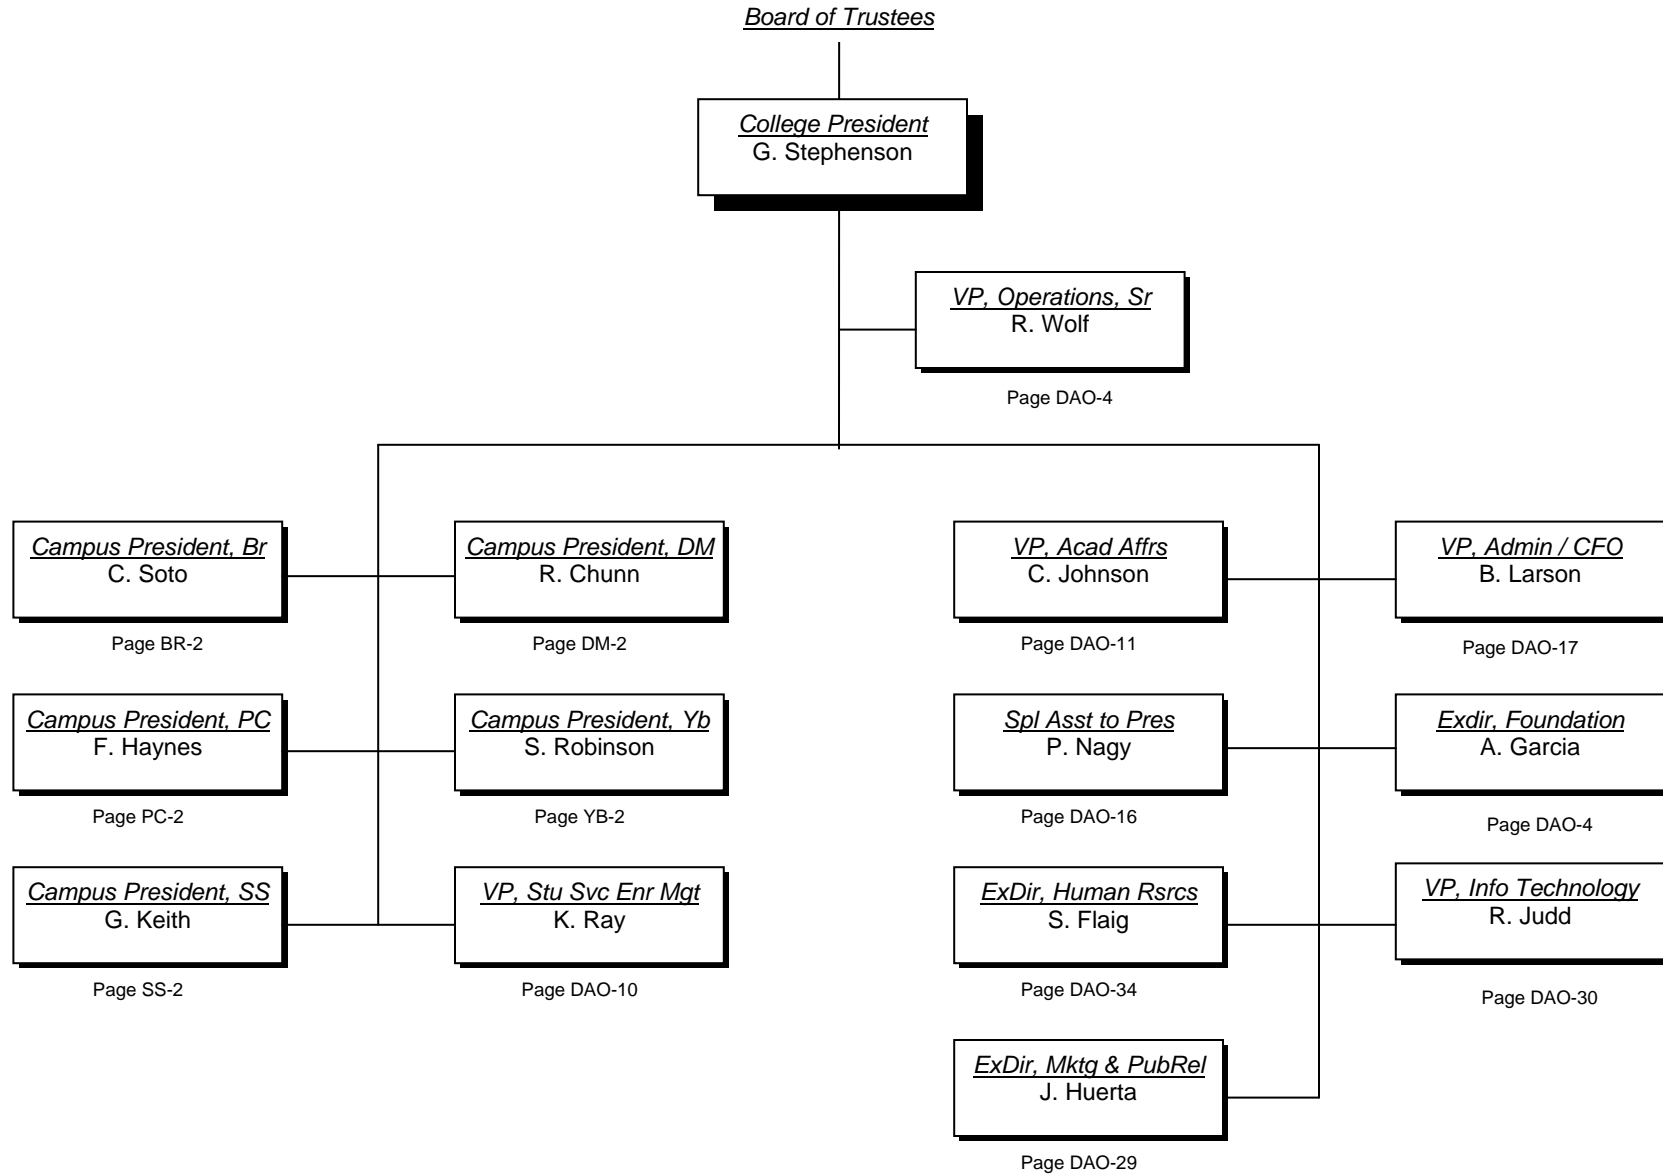 Board of Trustees
College President
G. Stephenson
VP, Operations, Sr
R. Wolf
Page DAO-4
Campus President, Br
C. Soto
Page BR-2
Campus President, DM
R. Chunn
Page DM-2
VP, Acad Affrs
C. Johnson
Page DAO-11
VP, Admin / CFO
B. Larson
Page DAO-17
Campus President, PC
F. Haynes
Page PC-2
Campus President, Yb
S. Robinson
Page YB-2
Spl Asst to Pres
P. Nagy
Page DAO-16
Exdir, Foundation
A. Garcia
Page DAO-4
Campus President, SS
G. Keith
Page SS-2
VP, Stu Svc Enr Mgt
K. Ray
Page DAO-10
ExDir, Human Rsrcs
S. Flaig
Page DAO-34
VP, Info Technology
R. Judd
Page DAO-30
ExDir, Mktg & PubRel
J. Huerta
Page DAO-29